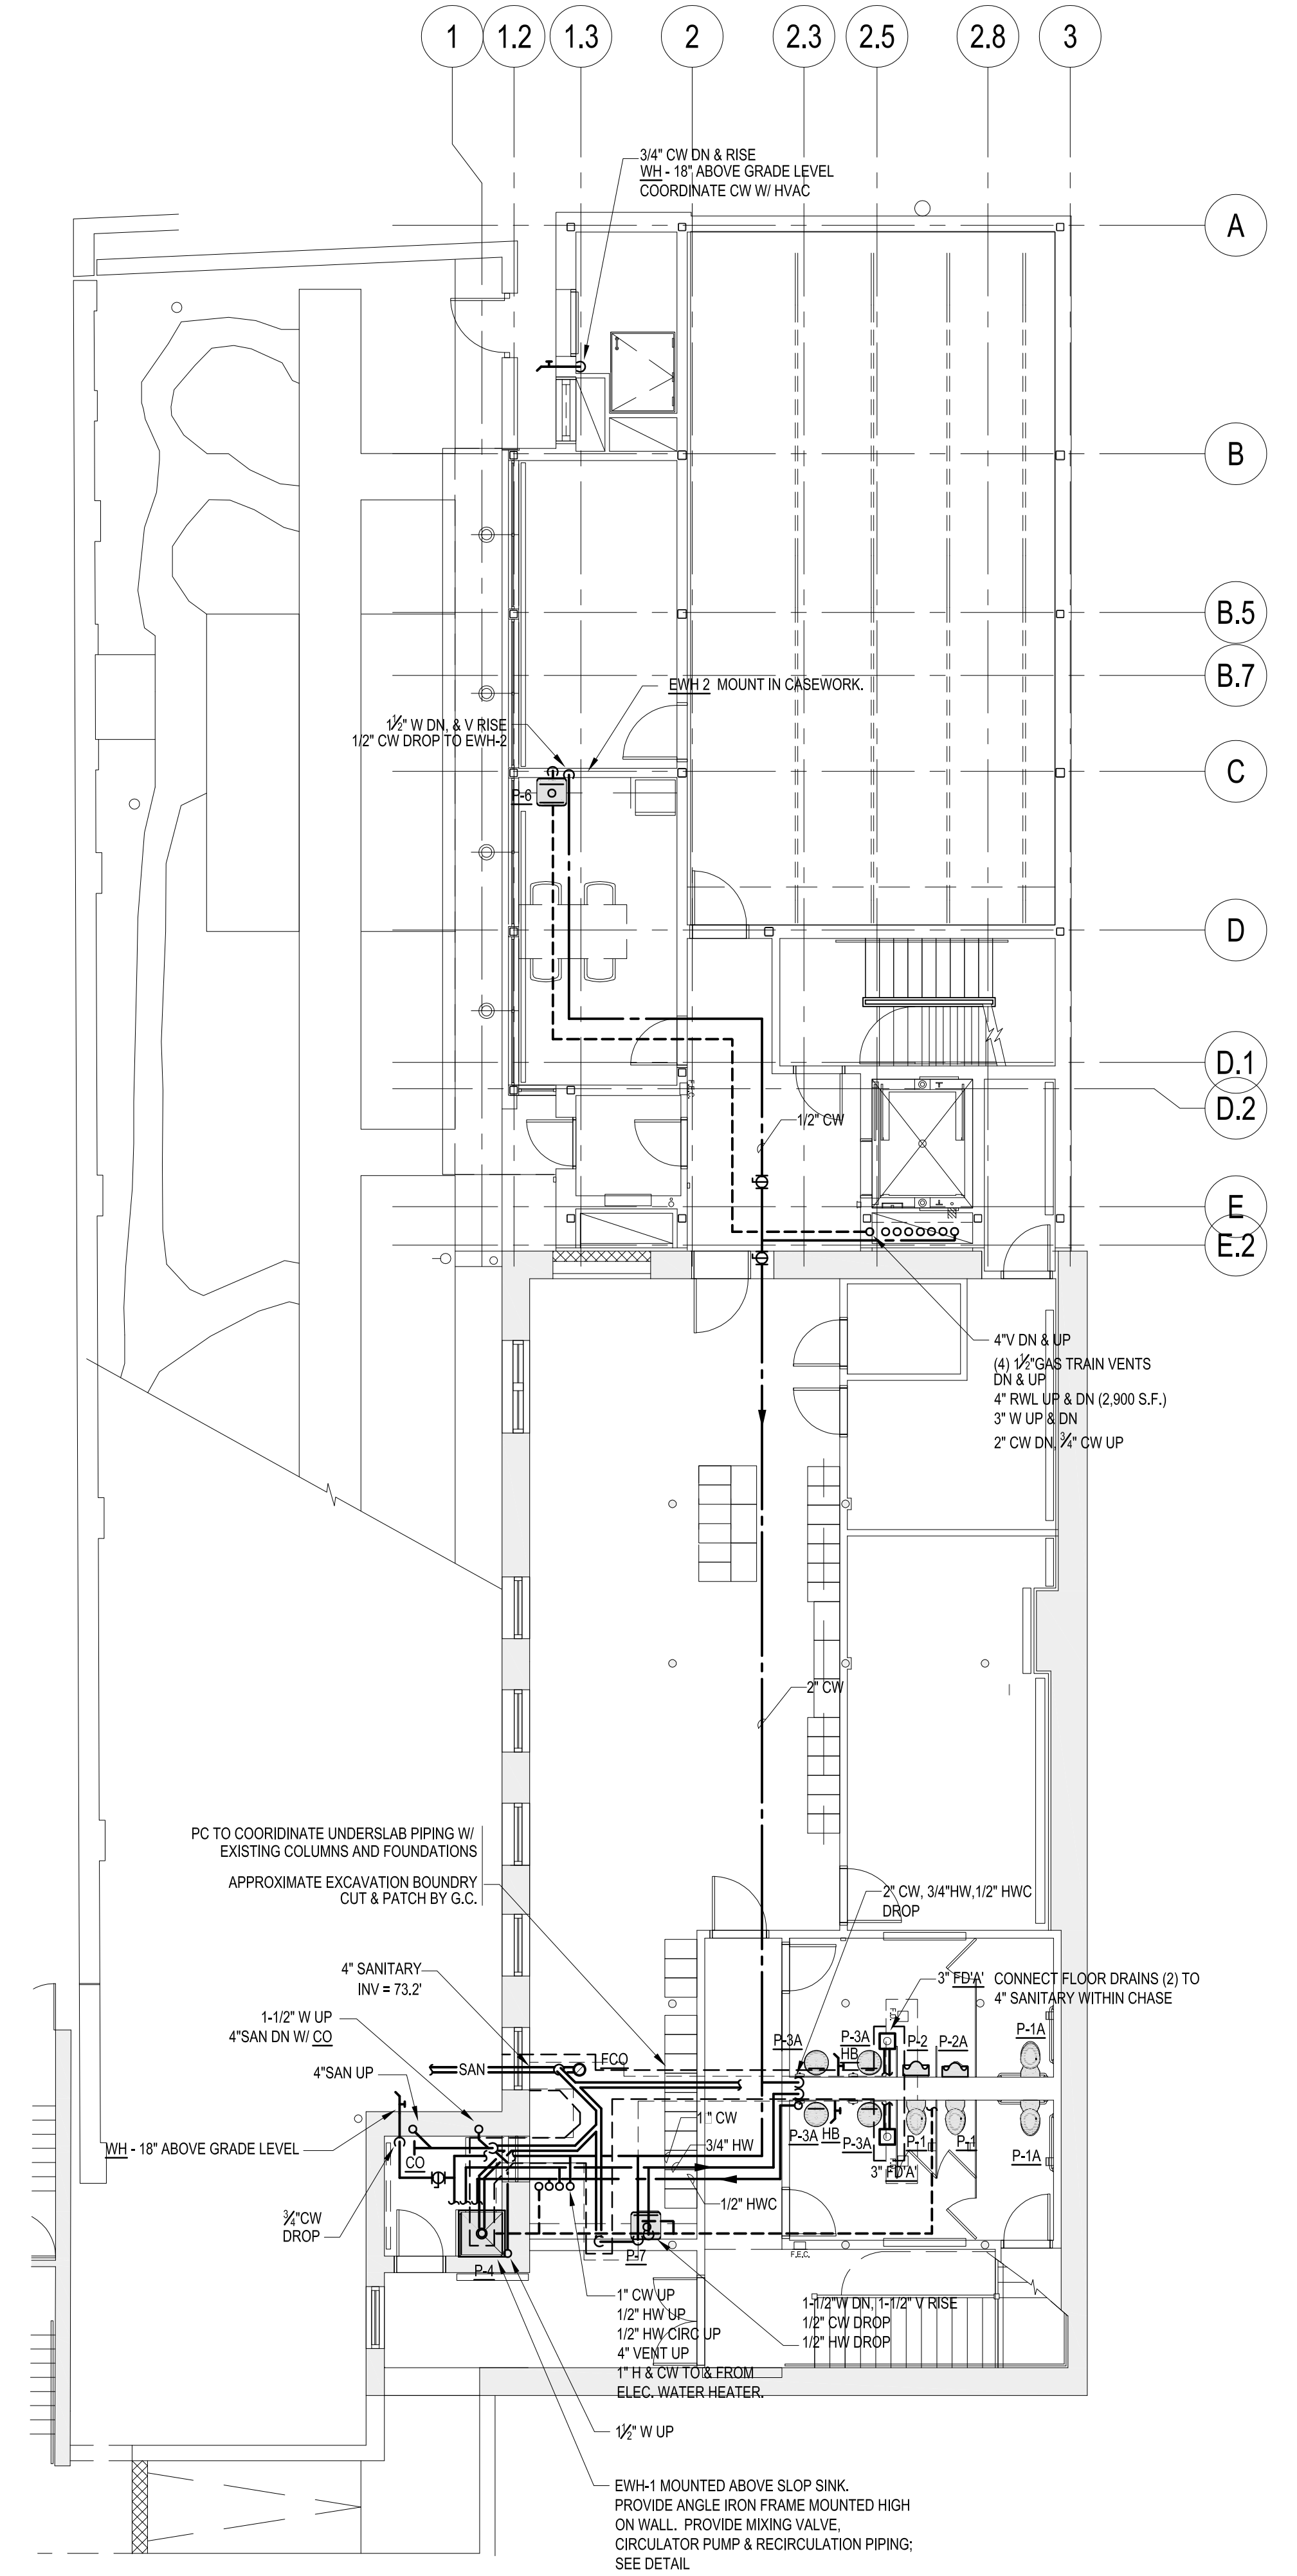 1
1.2
1.3
2
2.3
2.5
2.8
3
3/4" CW DN & RISE
WH - 18" ABOVE GRADE LEVEL
COORDINATE CW W/ HVAC
A
B
B.5
B.7
EWH 2 MOUNT IN CASEWORK.
1½" W DN, & V RISE
1/2" CW DROP TO EWH-2
C
P-6
D
D.1
D.2
F.E.C.
1/2" CW
E
E.2
4"V DN & UP
(4) 1½"GAS TRAIN VENTS
DN & UP
4" RWL UP & DN (2,900 S.F.)
3" W UP & DN
2" CW DN, ¾" CW UP
2" CW
PC TO COORIDINATE UNDERSLAB PIPING W/
EXISTING COLUMNS AND FOUNDATIONS
APPROXIMATE EXCAVATION BOUNDRY
CUT & PATCH BY G.C.
2" CW, 3/4"HW,1/2" HWC
DROP
4" SANITARY
INV = 73.2'
3" FD'A' CONNECT FLOOR DRAINS (2) TO
4" SANITARY WITHIN CHASE
1-1/2" W UP
4"SAN DN W/ CO
P-3A
HB
P-3A
P-2
P-2A
P-1A
SAN
FCO
4"SAN UP
1" CW
WH - 18" ABOVE GRADE LEVEL
CO
3/4" HW
P-3A
HB
P-3A
P-1
P-1
P-1A
3" FD'A'
1/2" HWC
¾"CW
DROP
P-4
P-7
F.E.C.
1" CW UP
1/2" HW UP
1/2" HW CIRC UP
4" VENT UP
1" H & CW TO & FROM
ELEC. WATER HEATER.
1-1/2"W DN, 1-1/2" V RISE
1/2" CW DROP
1/2" HW DROP
1½" W UP
EWH-1 MOUNTED ABOVE SLOP SINK.
PROVIDE ANGLE IRON FRAME MOUNTED HIGH
ON WALL. PROVIDE MIXING VALVE,
CIRCULATOR PUMP & RECIRCULATION PIPING;
SEE DETAIL